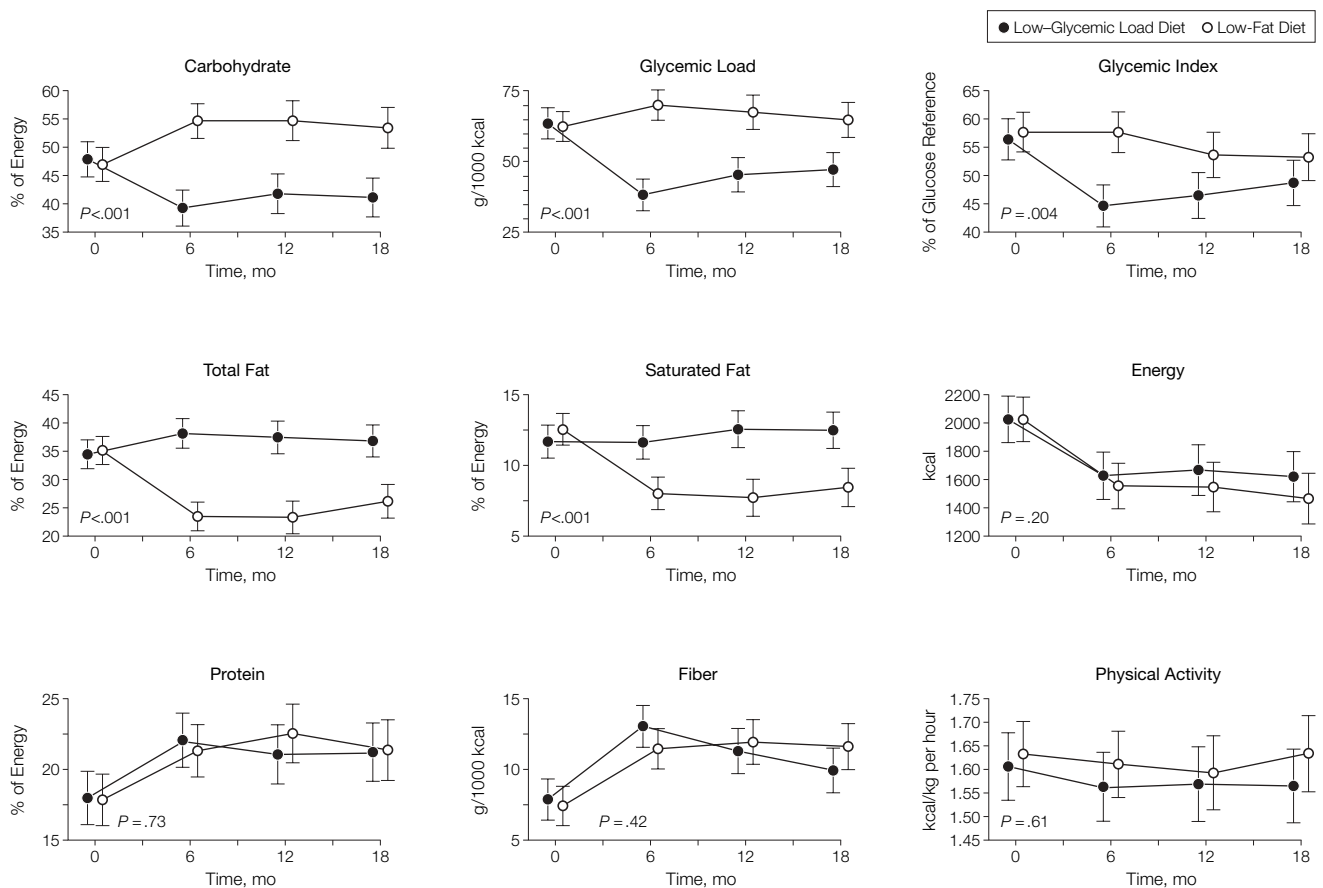 Low–Glycemic Load Diet Low-Fat Diet
Carbohydrate
% of Energy
60
55
50
45
40
35
P<.001
0 6 12 18
Time, mo
Glycemic Load
g/1000 kcal
75
50
25
P<.001
0 6 12 18
Time, mo
Glycemic Index
% of Glucose Reference
65
60
55
50
45
40
P = .004
0 6 12 18
Time, mo
Total Fat
% of Energy
45
40
35
30
25
20
P<.001
0 6 12 18
Time, mo
Saturated Fat
% of Energy
15
10
5
P<.001
0 6 12 18
Time, mo
Energy
kcal
2200
2000
1800
1600
1400
1200
P = .20
0 6 12 18
Time, mo
Protein
% of Energy
25
20
15
P = .73
0 6 12 18
Time, mo
Fiber
g/1000 kcal
15
10
5
P = .42
0 6 12 18
Time, mo
Physical Activity
kcal/kg per hour
1.75
1.70
1.65
1.60
1.55
1.50
1.45
P = .61
0 6 12 18
Time, mo